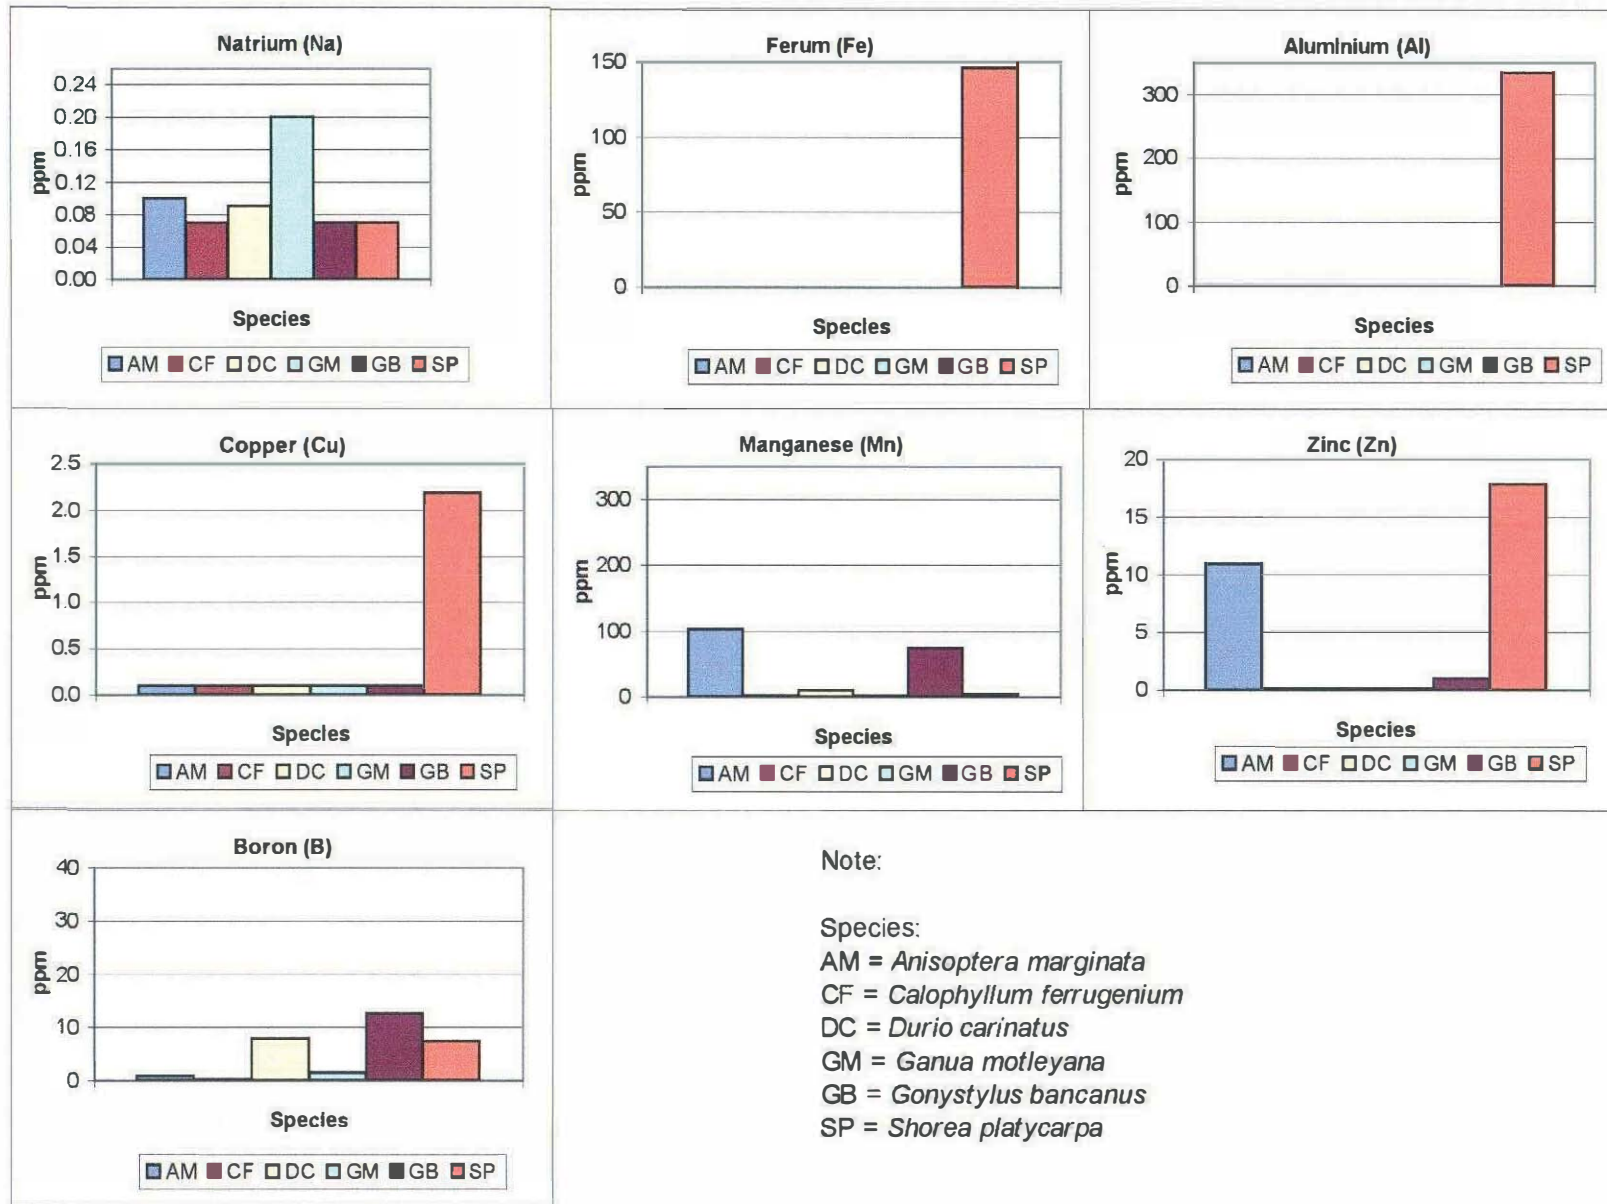 Natrium (Na)
0.24
0.20
0.16
0.12
0.08
0.04
0.00
ppm
Species
AM CF DC GM GB SP
Ferum (Fe)
150
100
50
0
ppm
Species
AM CF DC GM GB SP
Aluminium (Al)
300
200
100
0
ppm
Species
AM CF DC GM GB SP
Copper (Cu)
2.5
2.0
1.5
1.0
0.5
0.0
ppm
Species
AM CF DC GM GB SP
Manganese (Mn)
300
200
100
0
ppm
Species
AM CF DC GM GB SP
Zinc (Zn)
20
15
10
5
0
ppm
Species
AM CF DC GM GB SP
Boron (B)
40
30
20
10
0
ppm
Species
AM CF DC GM GB SP
Note:
Species:
AM = Anisoptera marginata
CF = Calophyllum ferrugenium
DC = Durio carinatus
GM = Ganua motleyana
GB = Gonystylus bancanus
SP = Shorea platycarpa